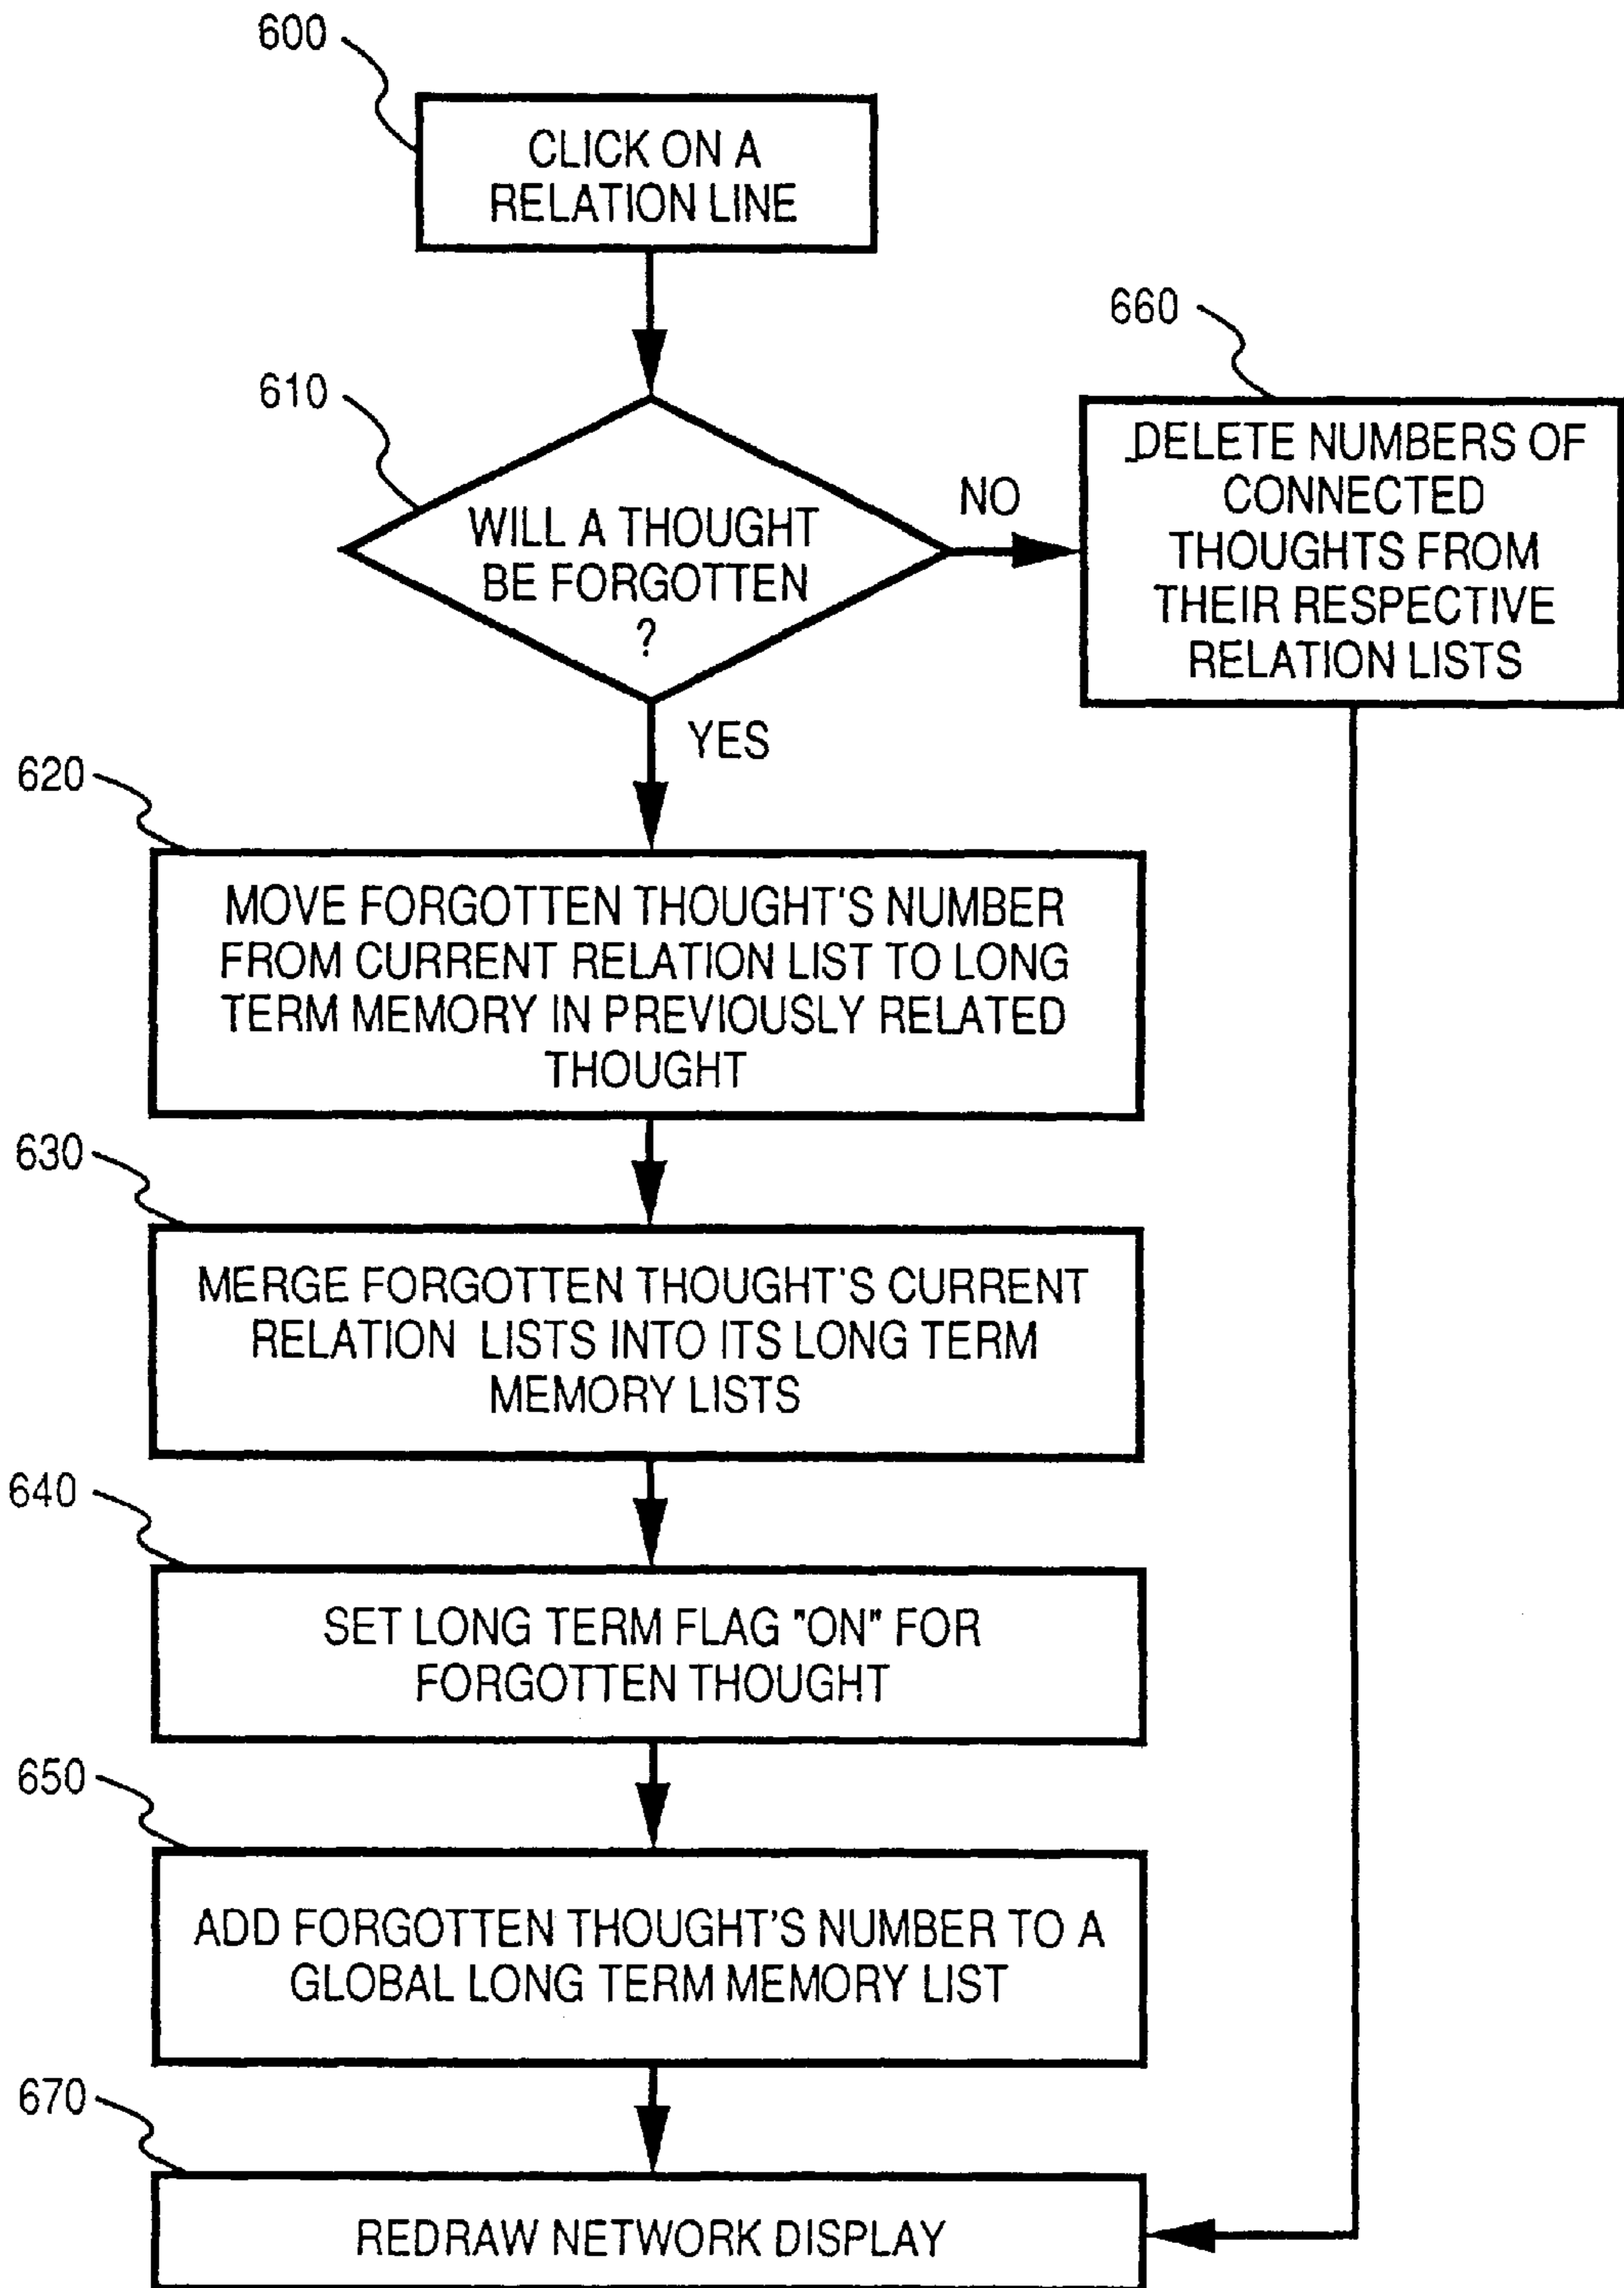 600
CLICK ON A
RELATION LINE
610
WILL A THOUGHT
BE FORGOTTEN
?
NO
660
DELETE NUMBERS OF
CONNECTED
THOUGHTS FROM
THEIR RESPECTIVE
RELATION LISTS
YES
620
MOVE FORGOTTEN THOUGHT'S NUMBER
FROM CURRENT RELATION LIST TO LONG
TERM MEMORY IN PREVIOUSLY RELATED
THOUGHT
630
MERGE FORGOTTEN THOUGHT'S CURRENT
RELATION LISTS INTO ITS LONG TERM
MEMORY LISTS
640
SET LONG TERM FLAG "ON" FOR
FORGOTTEN THOUGHT
650
ADD FORGOTTEN THOUGHT'S NUMBER TO A
GLOBAL LONG TERM MEMORY LIST
670
REDRAW NETWORK DISPLAY